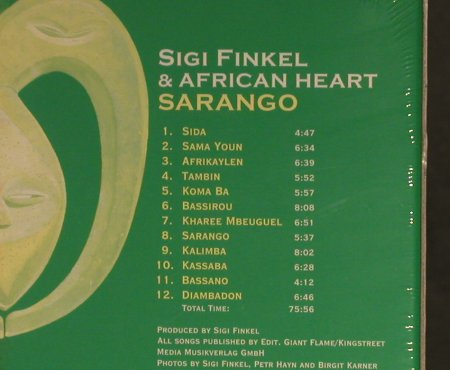 SIGI FINKEL
& AFRICAN HEART
SARANGO
1. SIDA 4:47
2. SAMA YOUN 6:34
3. AFRIKAYLEN 6:39
4. TAMBIN 5:52
5. KOMA BA 5:57
6. BASSIROU 8:08
7. KHAREE MBEUGUEL 6:51
8. SARANGO 5:37
9. KALIMBA 8:02
10. KASSABA 6:28
11. BASSANO 4:12
12. DIAMBADON 6:46
TOTAL TIME: 75:56
PRODUCED BY SIGI FINKEL
ALL SONGS PUBLISHED BY EDIT. GIANT FLAME/KINGSTREET
MEDIA MUSIKVERLAG GMBH
PHOTOS BY SIGI FINKEL, PETR HAYN AND BIRGIT KARNER